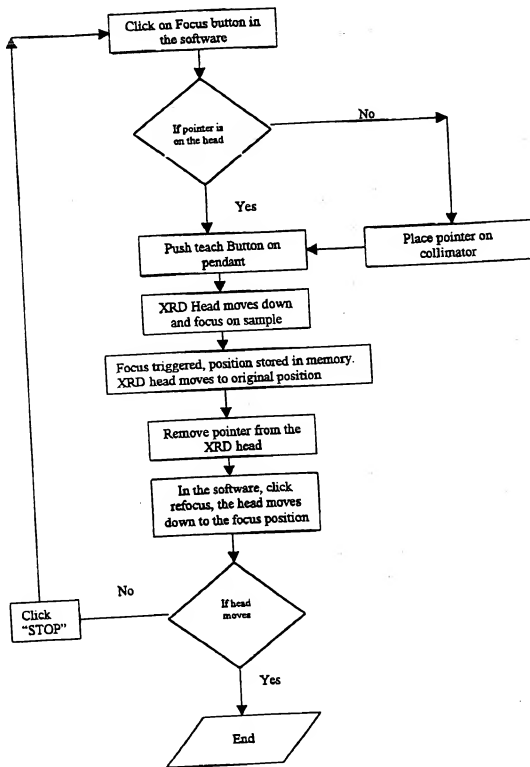 Click on Focus button in
the software
If pointer is
on the head
No
Yes
Push teach Button on
pendant
Place pointer on
collimator
XRD Head moves down
and focus on sample
Focus triggered, position stored in memory.
XRD head moves to original position
Remove pointer from the
XRD head
In the software, click
refocus, the head moves
down to the focus position
No
Click
"STOP"
If head
moves
Yes
End